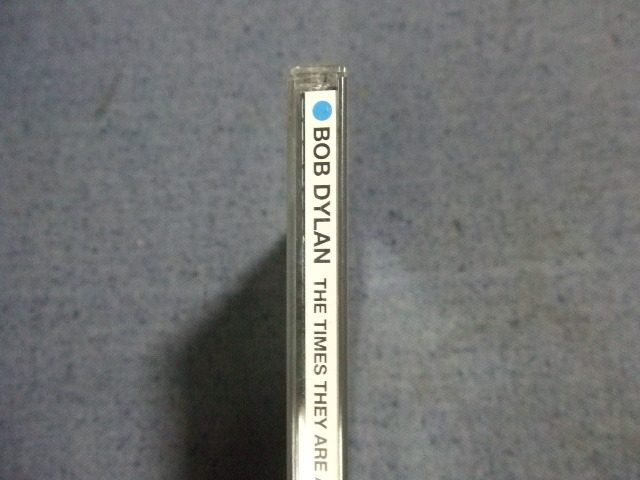 BOB DYLAN THE TIMES THEY ARE